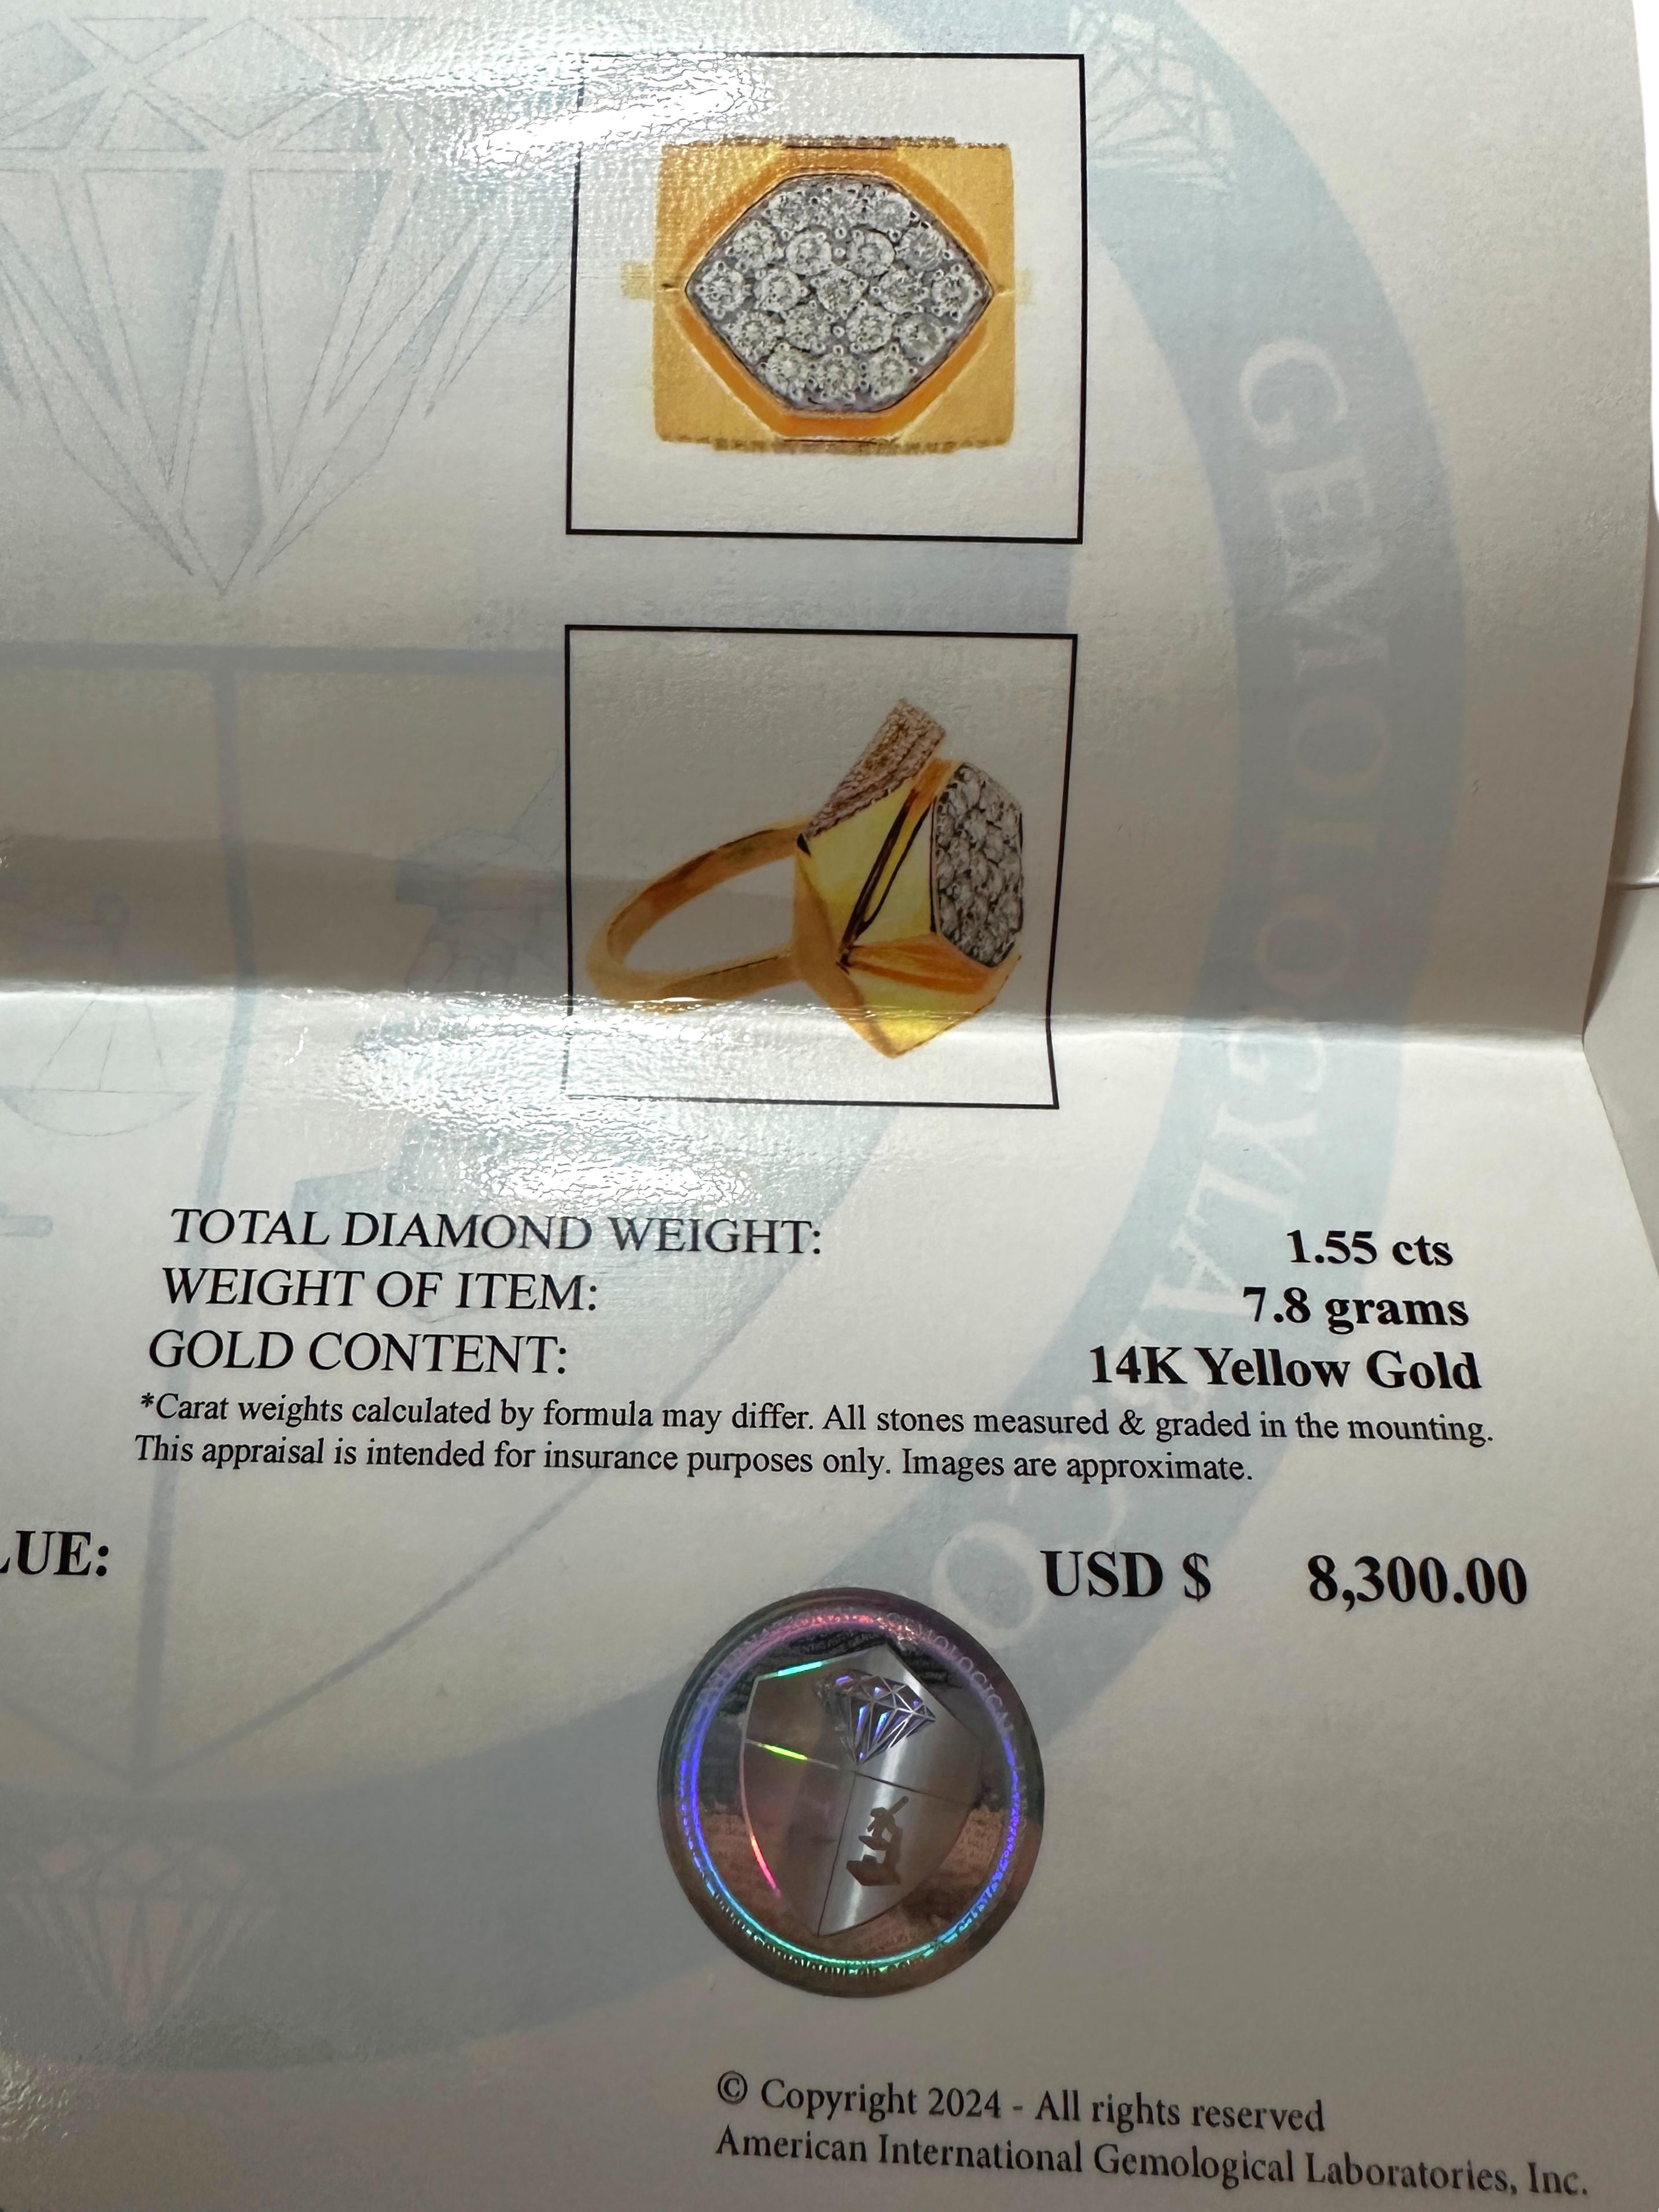 TOTAL DIAMOND WEIGHT: 1.55 cts
WEIGHT OF ITEM: 7.8 grams
GOLD CONTENT: 14K Yellow Gold
*Carat weights calculated by formula may differ. All stones measured & graded in the mounting.
This appraisal is intended for insurance purposes only. Images are approximate.
LUE: USD $ 8,300.00
© Copyright 2024 - All rights reserved
American International Gemological Laboratories, Inc.